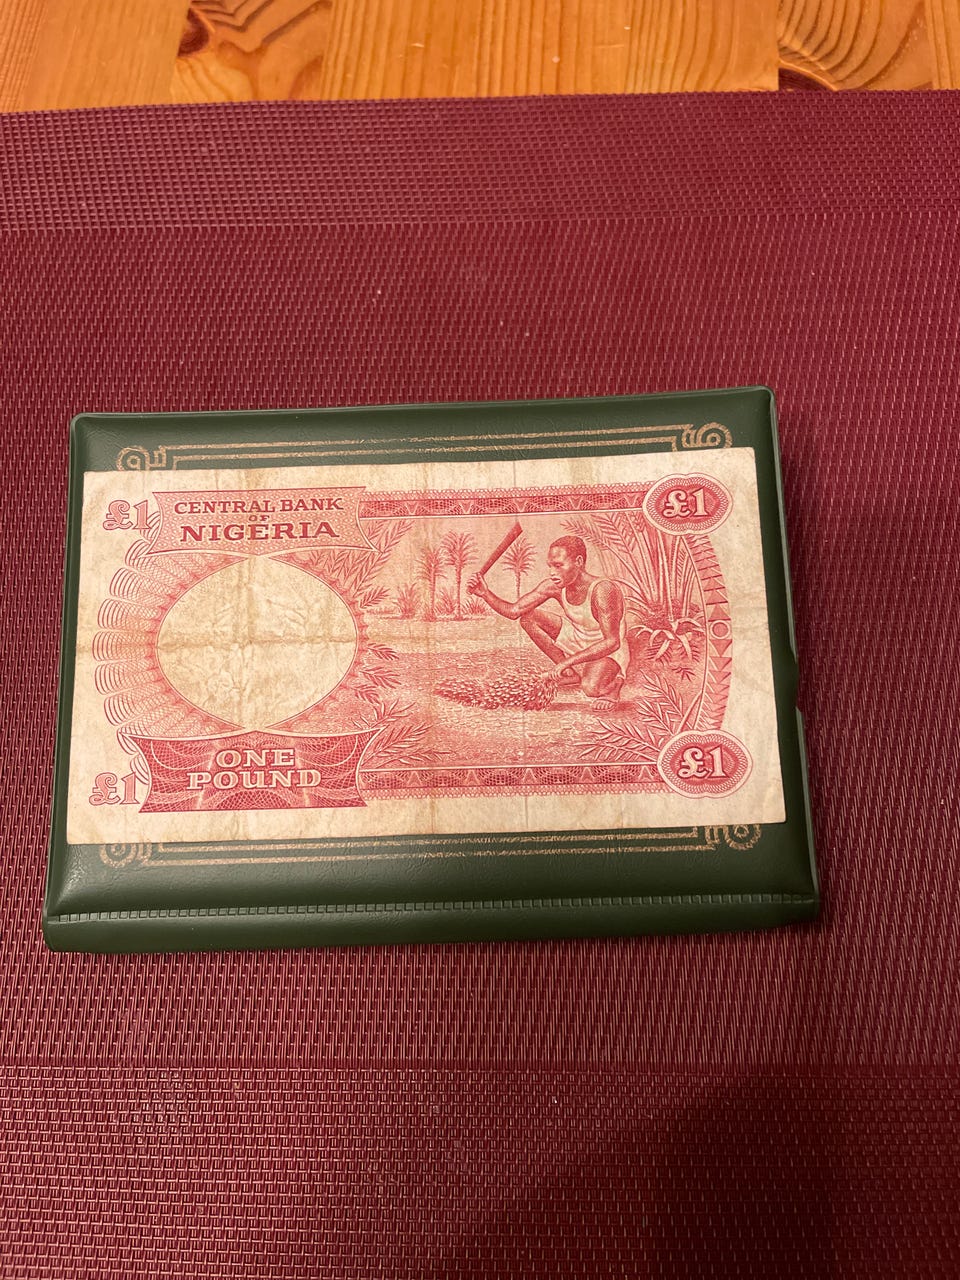 £1
CENTRAL BANK
OF
NIGERIA
£1
£1
ONE
POUND
£1